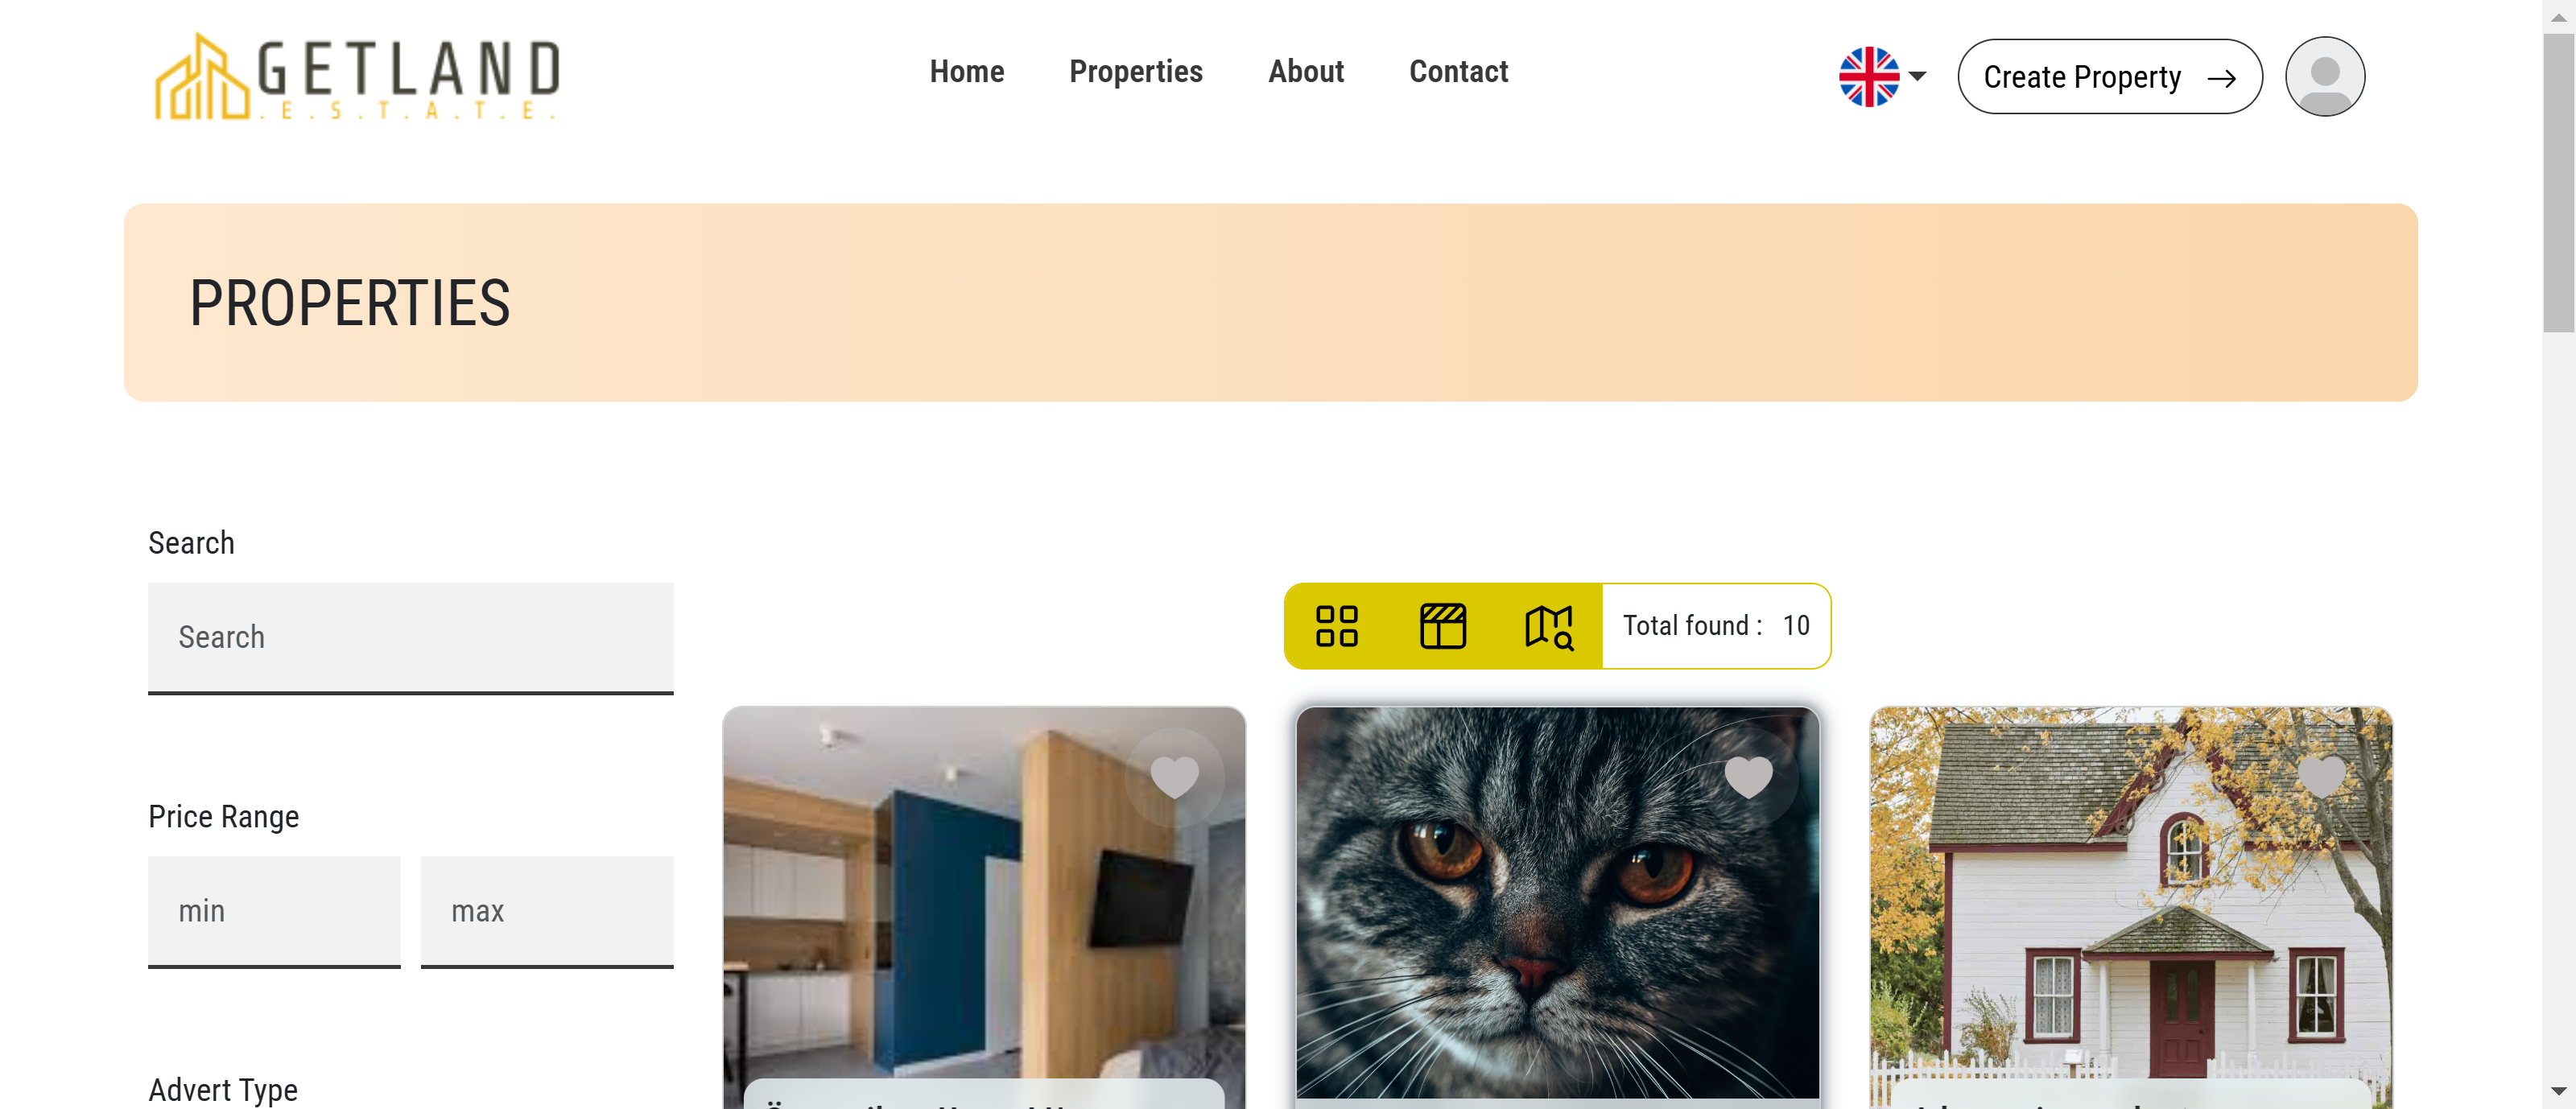 GETLAND
.E.S.T.A.T.E.
Home
Properties
About
Contact
Create Property
PROPERTIES
Search
Search
Total found : 10
Price Range
min
max
Advert Type